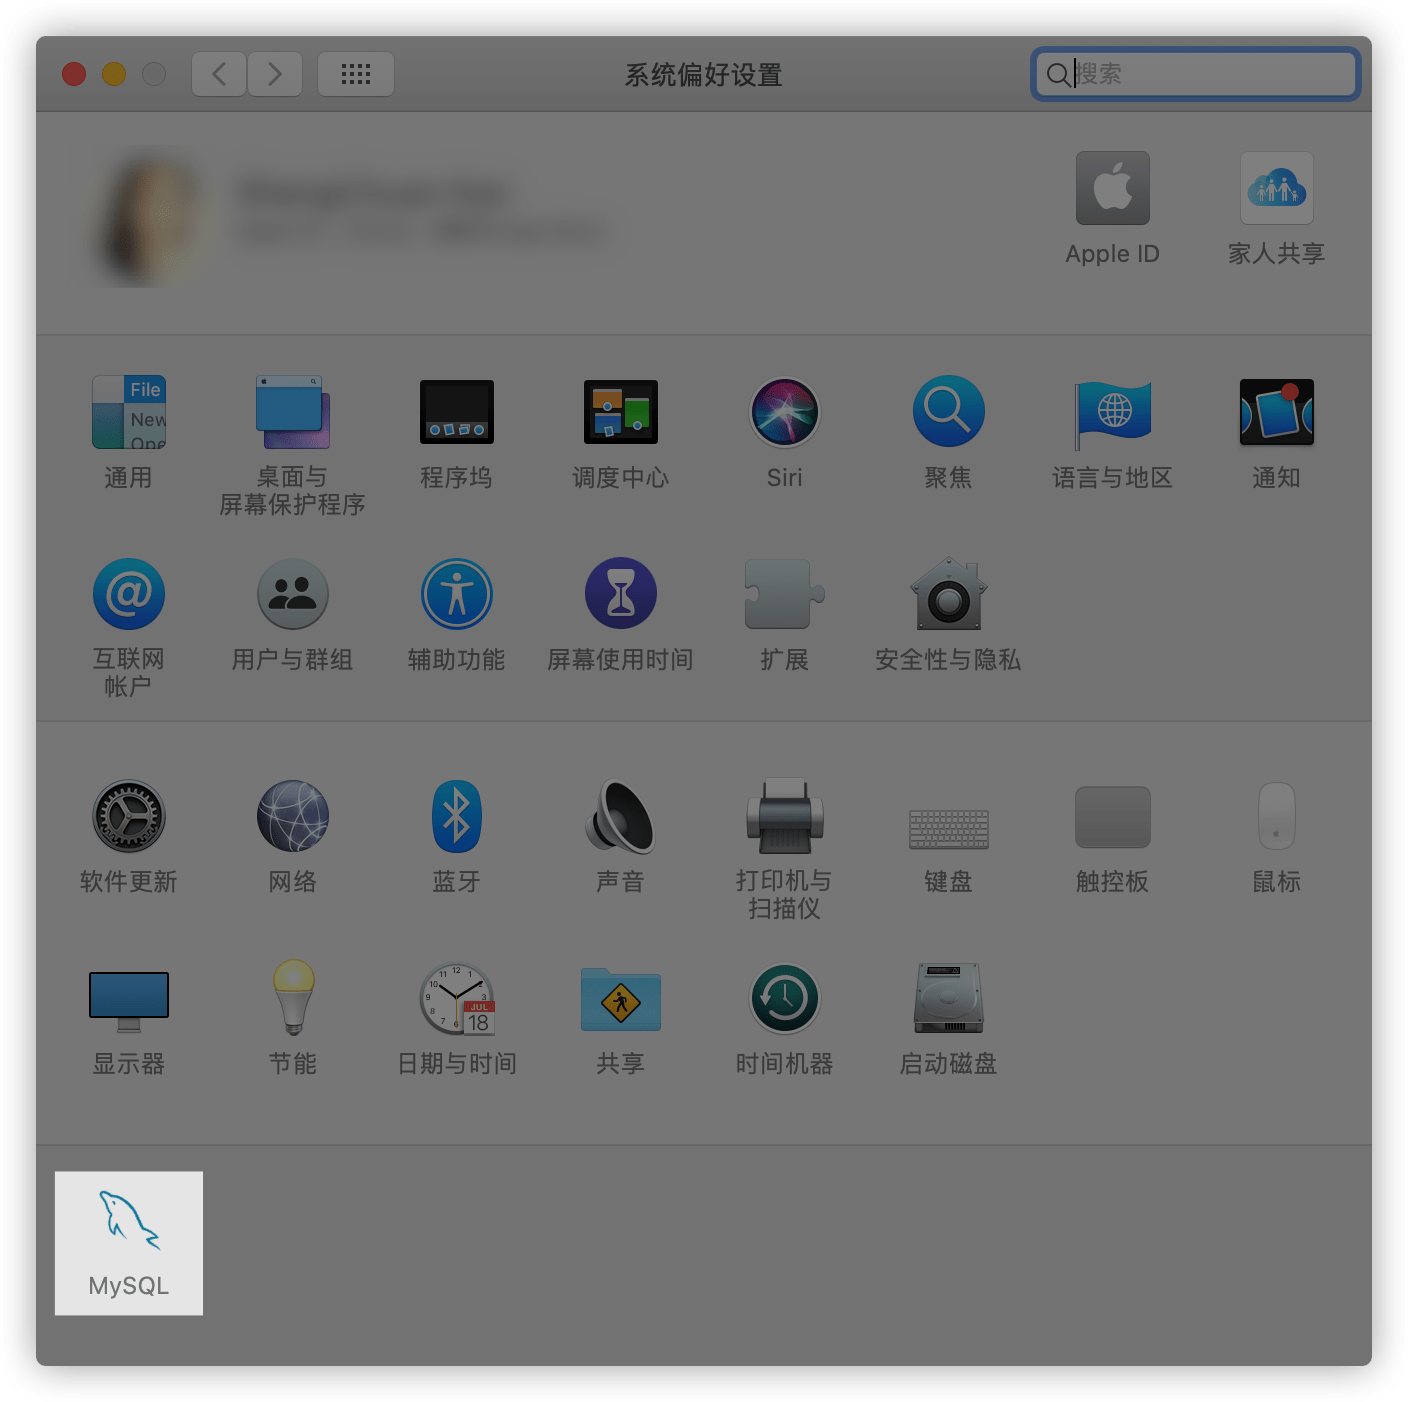 系统偏好设置
搜索
Apple ID
家人共享
File
New
Ope
通用
桌面与
屏幕保护程序
程序坞
调度中心
Siri
聚焦
语言与地区
通知
互联网
帐户
用户与群组
辅助功能
屏幕使用时间
扩展
安全性与隐私
软件更新
网络
蓝牙
声音
打印机与
扫描仪
键盘
触控板
鼠标
JUL
18
显示器
节能
日期与时间
共享
时间机器
启动磁盘
MySQL